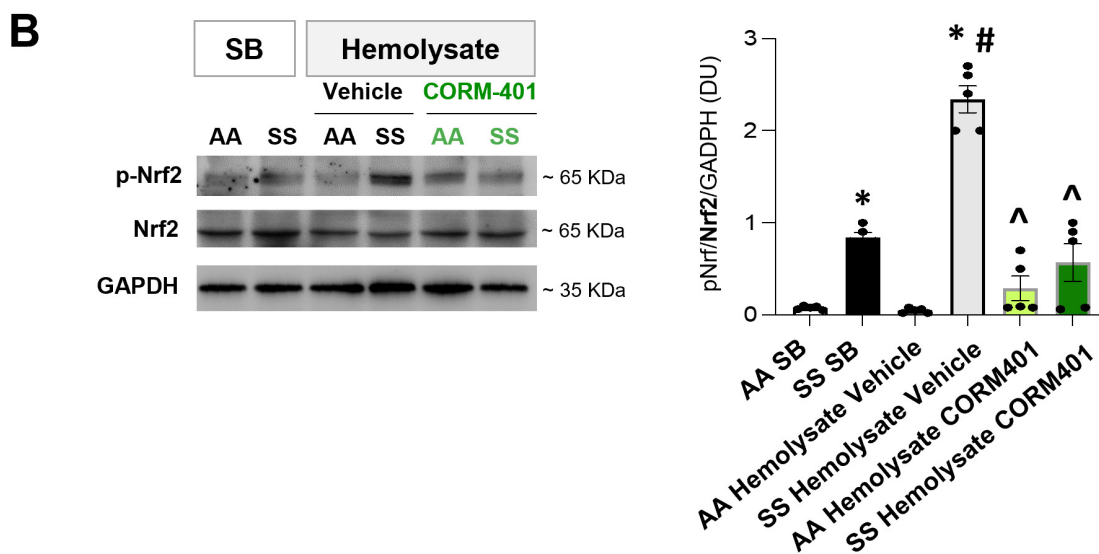 B
SB
Hemolysate
Vehicle
CORM-401
AA SS AA SS AA SS
p-Nrf2
~ 65 KDa
Nrf2
~ 65 KDa
GAPDH
~ 35 KDa
pNrf/Nrf2/GADPH (DU)
3
2
1
0
*
* #
^
^
AA SB
SS SB
AA Hemolysate Vehicle
SS Hemolysate Vehicle
AA Hemolysate CORM401
SS Hemolysate CORM401